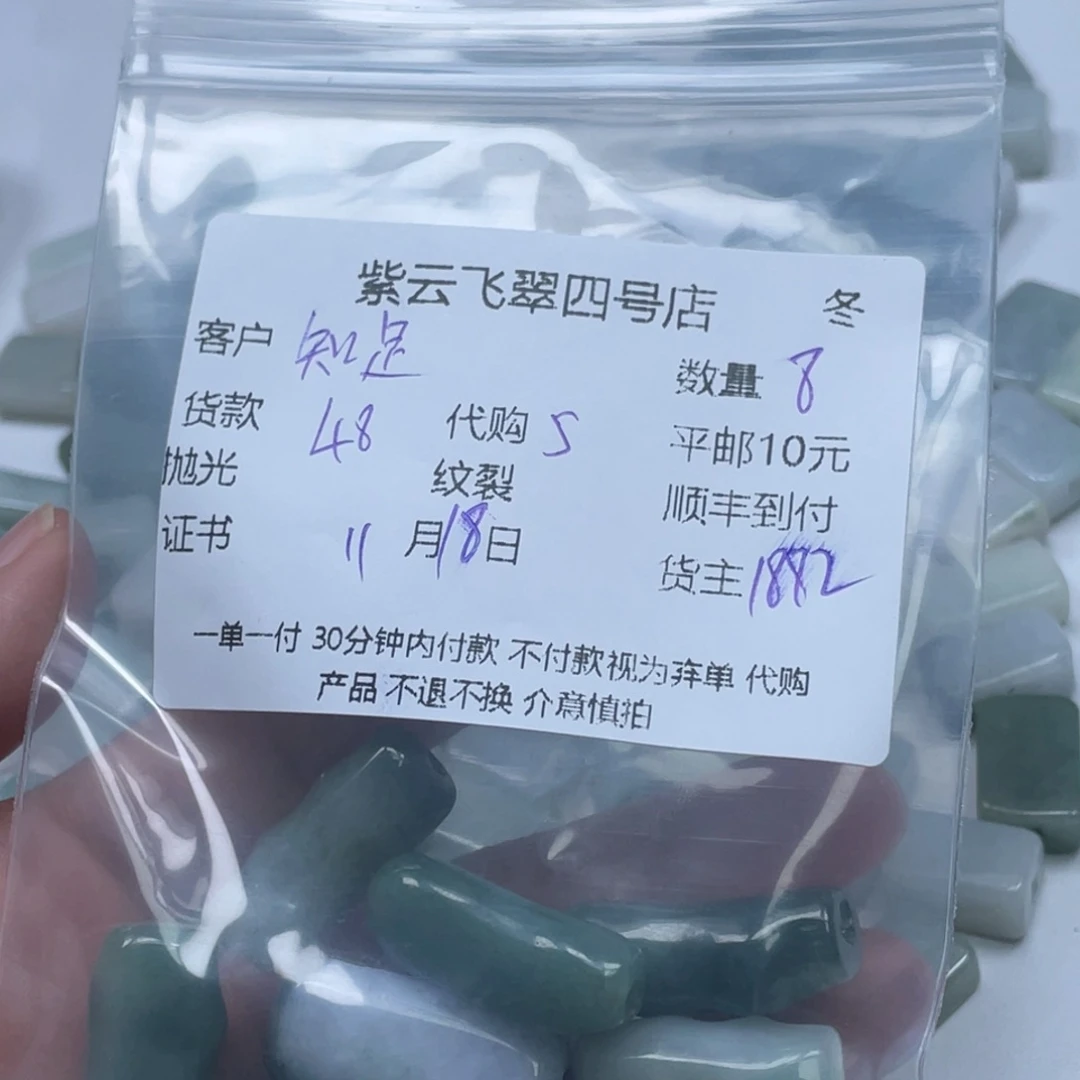 紫云飞翠四号店 冬
客户 知足 数量 8
货款 48 代购 5 平邮10元
抛光 纹裂 顺丰到付
证书 11月18日 货主 1882
一单一付 30分钟内付款 不付款视为弃单 代购
产品 不退不换 介意慎拍